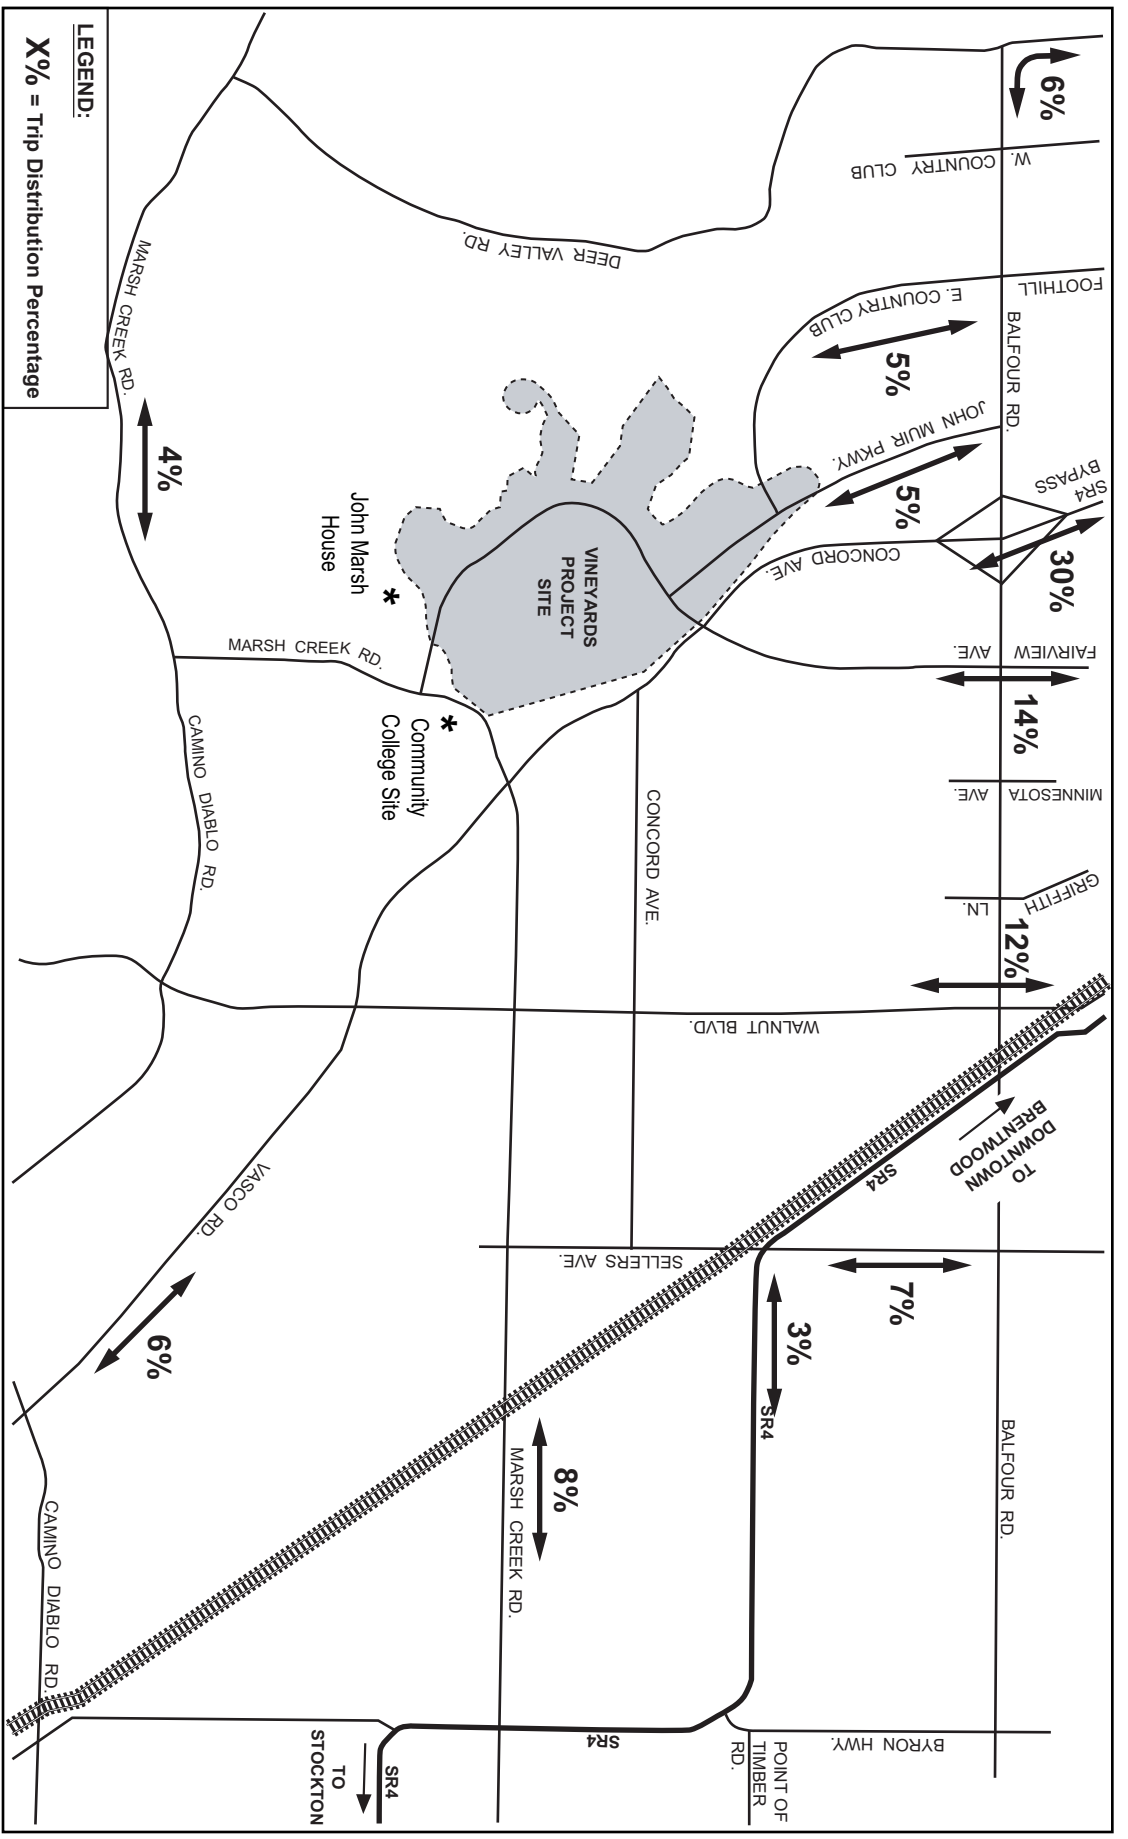 6%
W. COUNTRY CLUB
DEER VALLEY RD.
FOOTHILL
E. COUNTRY CLUB
5%
BALFOUR RD.
JOHN MUIR PKWY.
5%
SR4
BYPASS
30%
CONCORD AVE.
FAIRVIEW AVE.
14%
MINNESOTA AVE.
GRIFFITH LN.
12%
WALNUT BLVD.
TO
DOWNTOWN
BRENTWOOD
SR4
SELLERS AVE.
7%
3%
SR4
BALFOUR RD.
BYRON HWY.
POINT OF
TIMBER
RD.
SR4
SR4
TO
STOCKTON
8%
MARSH CREEK RD.
CONCORD AVE.
VINEYARDS
PROJECT
SITE
John Marsh
House
*
*
Community
College Site
MARSH CREEK RD.
MARSH CREEK RD.
4%
CAMINO DIABLO RD.
VASCO RD.
6%
CAMINO DIABLO RD.
LEGEND:
X% = Trip Distribution Percentage